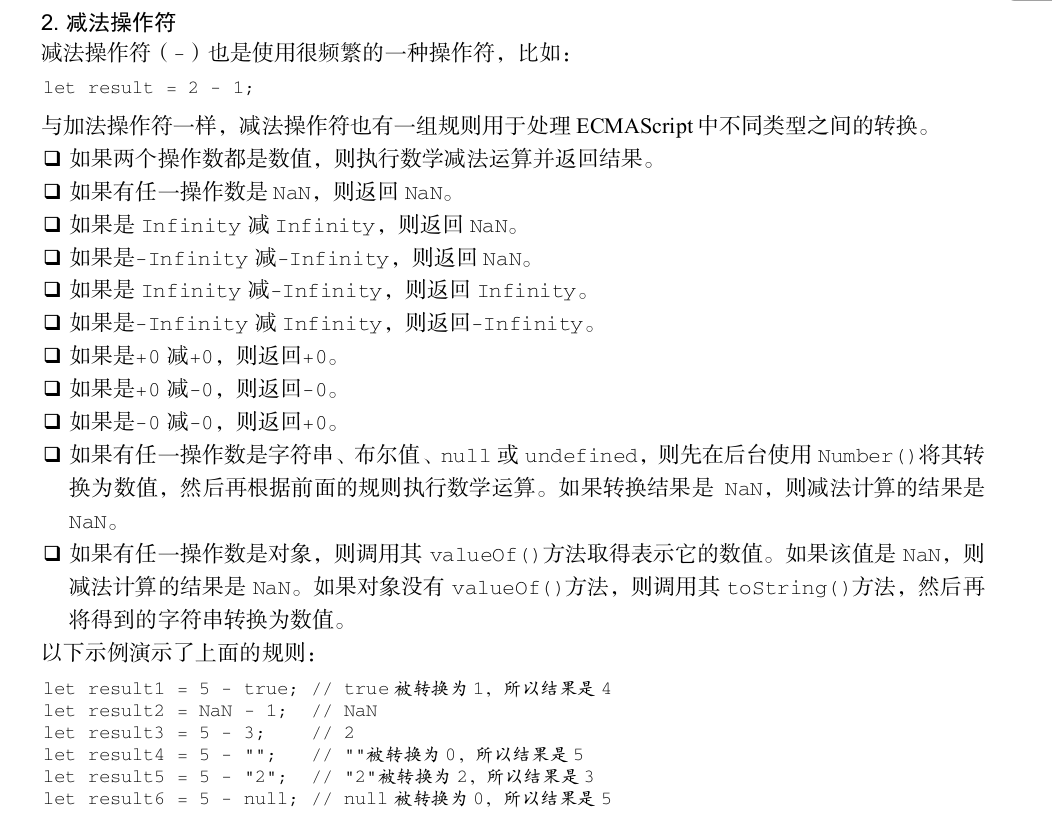 2. 减法操作符
减法操作符（-）也是使用很频繁的一种操作符，比如：
let result = 2 - 1;
与加法操作符一样，减法操作符也有一组规则用于处理 ECMAScript 中不同类型之间的转换。
❑ 如果两个操作数都是数值，则执行数学减法运算并返回结果。
❑ 如果有任一操作数是 NaN，则返回 NaN。
❑ 如果是 Infinity 减 Infinity，则返回 NaN。
❑ 如果是-Infinity 减-Infinity，则返回 NaN。
❑ 如果是 Infinity 减-Infinity，则返回 Infinity。
❑ 如果是-Infinity 减 Infinity，则返回-Infinity。
❑ 如果是+0 减+0，则返回+0。
❑ 如果是+0 减-0，则返回-0。
❑ 如果是-0 减-0，则返回+0。
❑ 如果有任一操作数是字符串、布尔值、null 或 undefined，则先在后台使用 Number()将其转
换为数值，然后再根据前面的规则执行数学运算。如果转换结果是 NaN，则减法计算的结果是
NaN。
❑ 如果有任一操作数是对象，则调用其 valueOf()方法取得表示它的数值。如果该值是 NaN，则
减法计算的结果是 NaN。如果对象没有 valueOf()方法，则调用其 toString()方法，然后再
将得到的字符串转换为数值。
以下示例演示了上面的规则：
let result1 = 5 - true; // true 被转换为 1，所以结果是 4
let result2 = NaN - 1;  // NaN
let result3 = 5 - 3;    // 2
let result4 = 5 - "";   // ""被转换为 0，所以结果是 5
let result5 = 5 - "2";  // "2"被转换为 2，所以结果是 3
let result6 = 5 - null; // null 被转换为 0，所以结果是 5